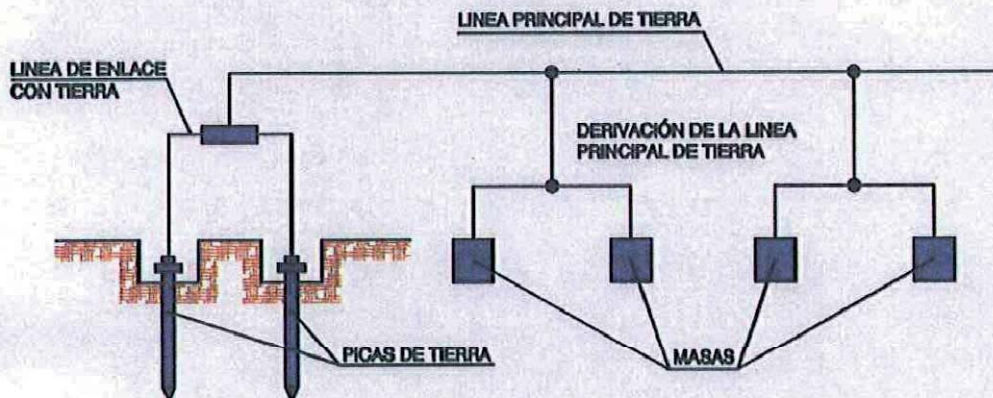 LINEA PRINCIPAL DE TIERRA
LINEA DE ENLACE
CON TIERRA
DERIVACIÓN DE LA LINEA
PRINCIPAL DE TIERRA
PICAS DE TIERRA
MASAS